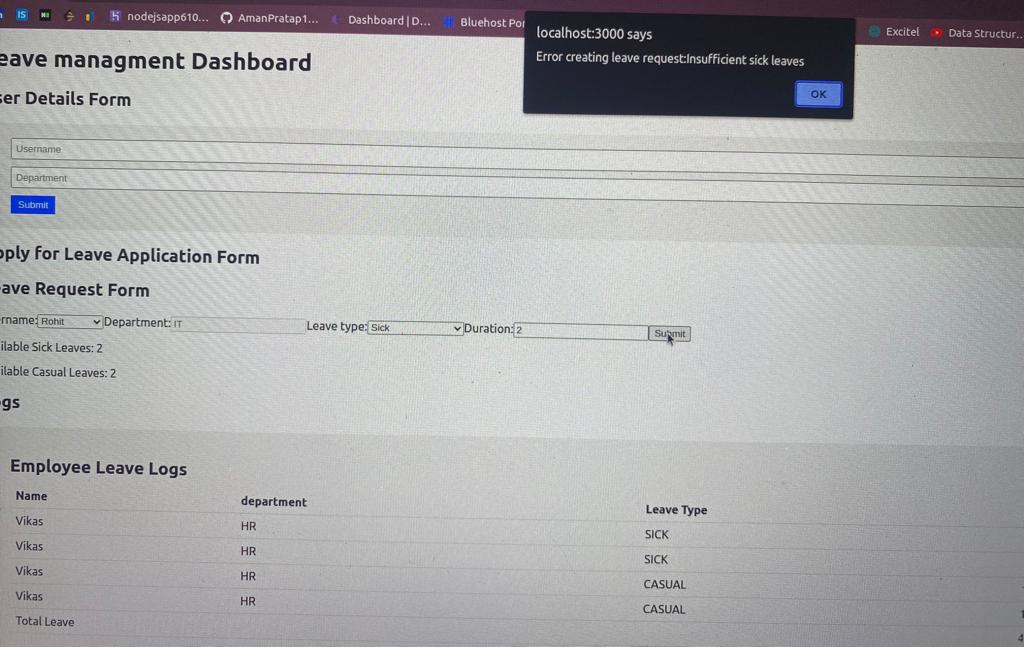 nodejsapp610... AmanPratap1... Dashboard | D... Bluehost Por Excitel Data Structur...
localhost:3000 says
Error creating leave request:Insufficient sick leaves
OK
eave managment Dashboard
ser Details Form
Username
Department
Submit
pply for Leave Application Form
ave Request Form
rname: Rohit Department: IT Leave type: Sick Duration: 2 Submit
ilable Sick Leaves: 2
ilable Casual Leaves: 2
gs
Employee Leave Logs
Name department Leave Type
Vikas HR SICK
Vikas HR SICK
Vikas HR CASUAL
Vikas HR CASUAL 1
Total Leave 4